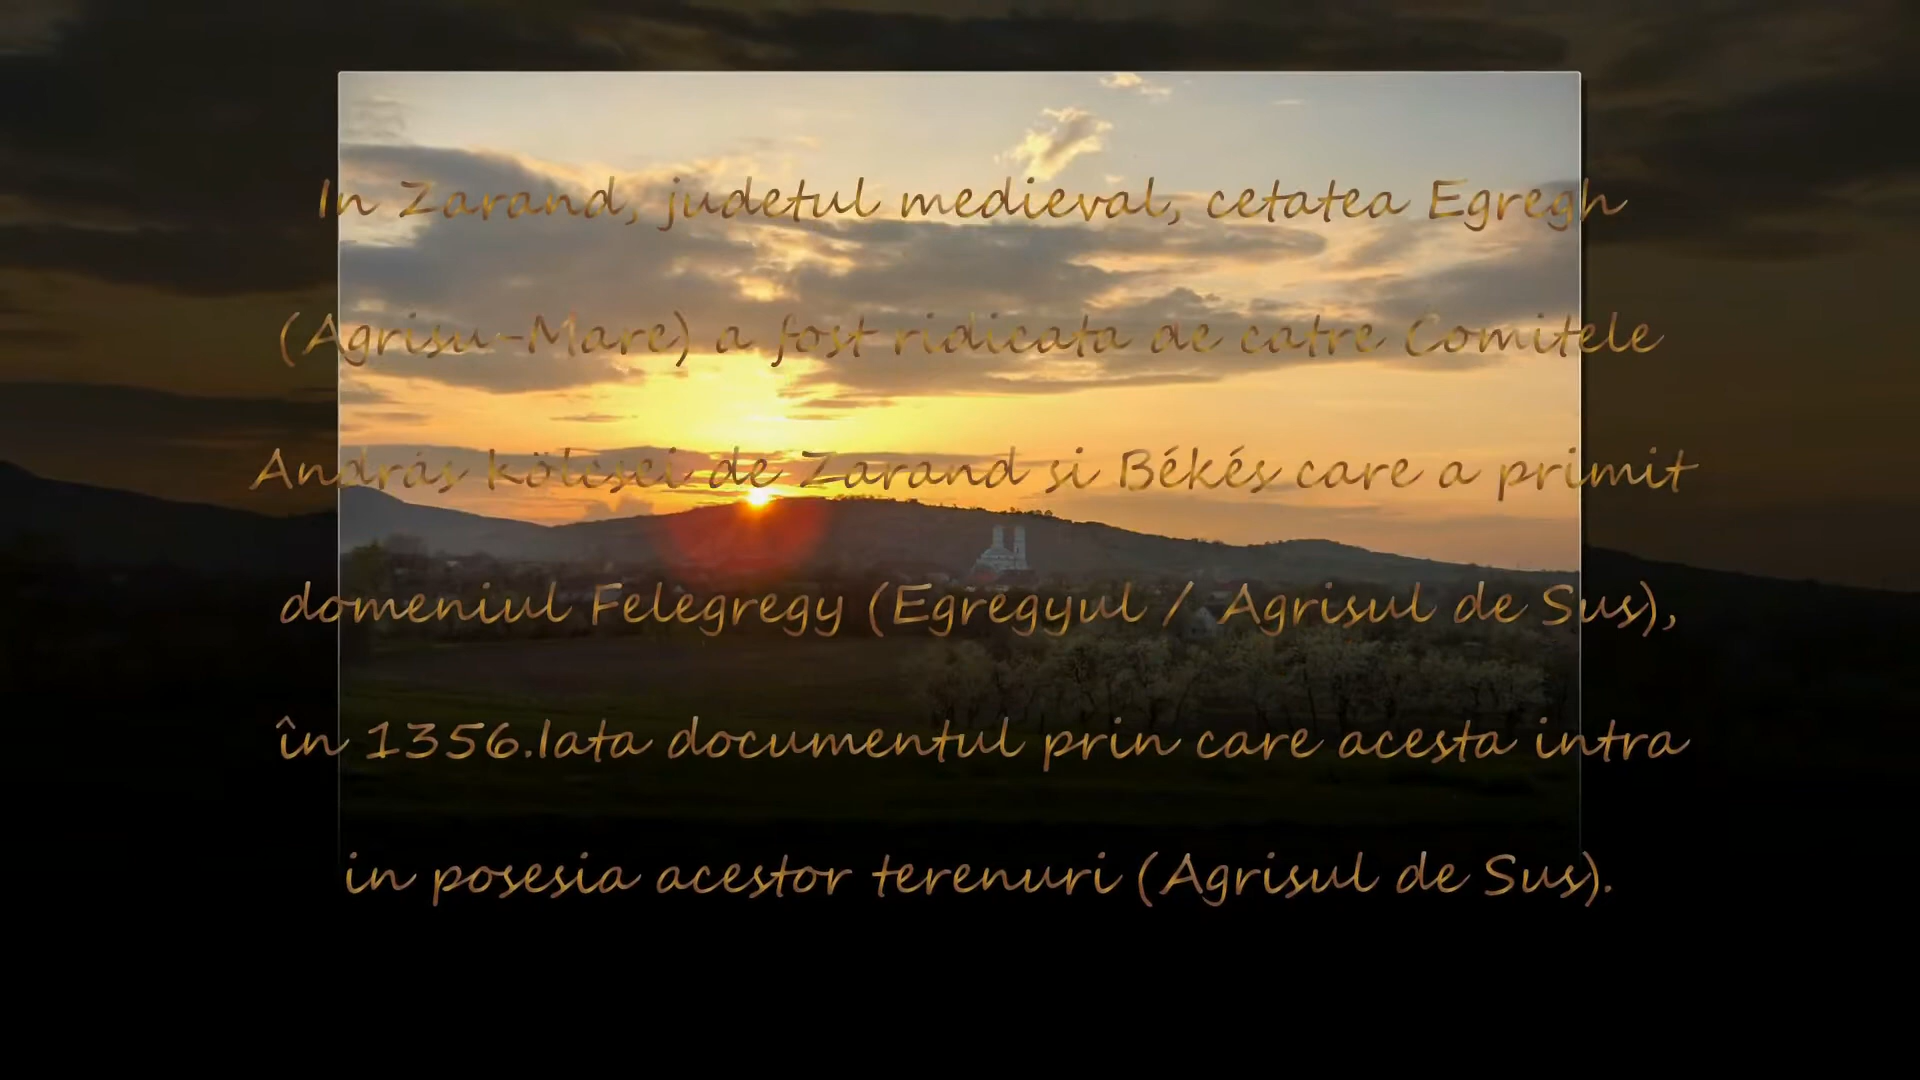 In Zarand, judetul medieval, cetatea Egregh
(Agrisu-Mare) a fost ridicata de catre Comitele
András kölcsei de Zarand si Békés care a primit
domeniul Felegregy (Egregyul / Agrisul de Sus),
în 1356.Iata documentul prin care acesta intra
in posesia acestor terenuri (Agrisul de Sus).